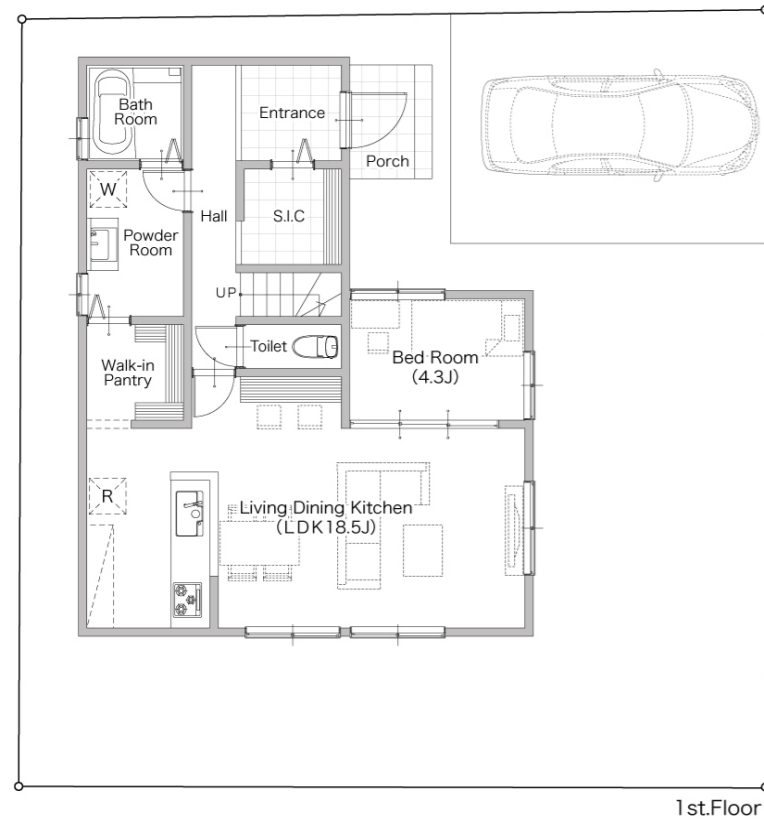 Bath
Room
Entrance
Porch
W
Hall
S.I.C
Powder
Room
UP
Toilet
Walk-in
Pantry
Bed Room
(4.3J)
R
Living Dining Kitchen
(LDK18.5J)
1st.Floor